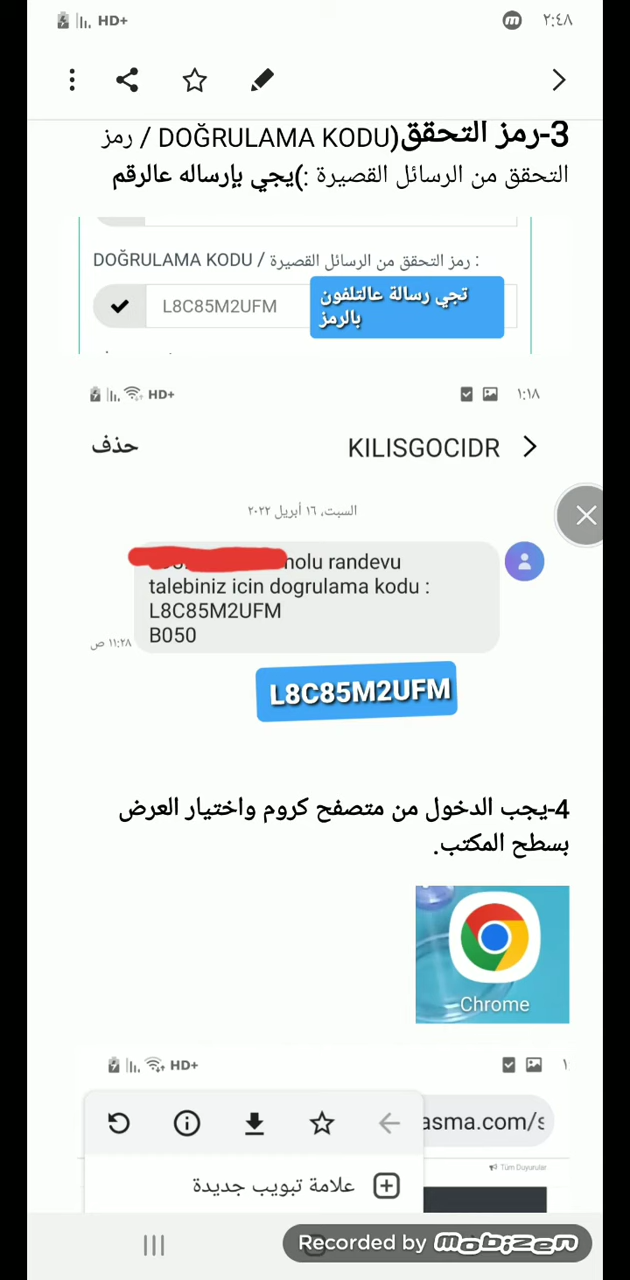 HD+
٢:٤٨
3-رمز التحقق(DOĞRULAMA KODU / رمز
التحقق من الرسائل القصيرة :)يجي بإرساله عالرقم
DOĞRULAMA KODU / رمز التحقق من الرسائل القصيرة :
L8C85M2UFM
تجي رسالة عالتلفون
بالرمز
HD+
١:١٨
حذف
KILISGOCIDR
السبت، ١٦ أبريل ٢٠٢٢
nolu randevu
talebiniz icin dogrulama kodu :
L8C85M2UFM
B050
١١:٢٨ ص
L8C85M2UFM
4-يجب الدخول من متصفح كروم واختيار العرض
بسطح المكتب.
Chrome
HD+
asma.com/s
Tüm Duyurular
علامة تبويب جديدة
Recorded by mobizen